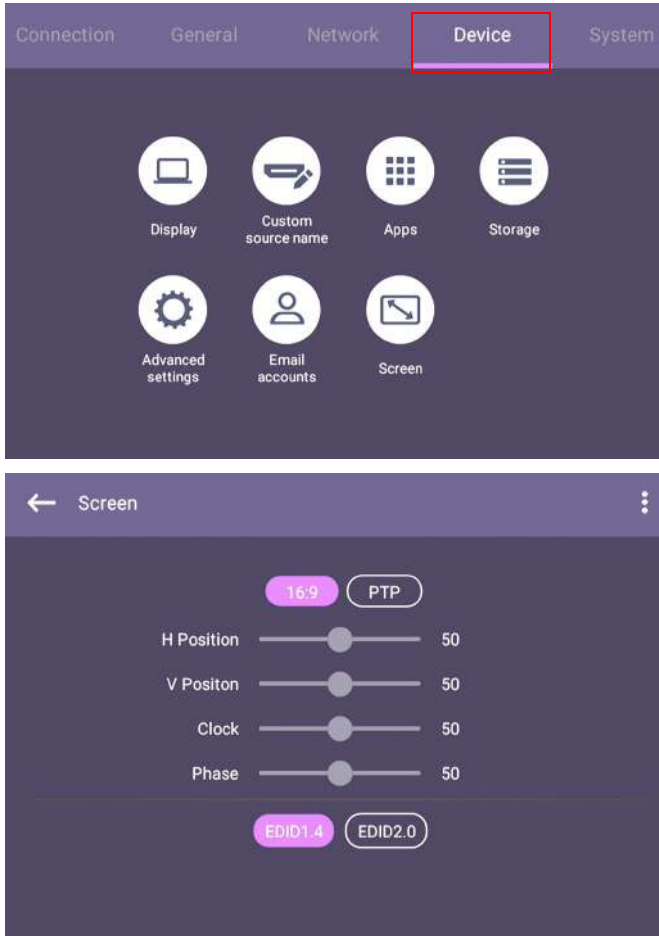 Connection General Network Device System
Display Custom source name Apps Storage
Advanced settings Email accounts Screen
Screen
16:9 PTP
H Position 50
V Positon 50
Clock 50
Phase 50
EDID1.4 EDID2.0